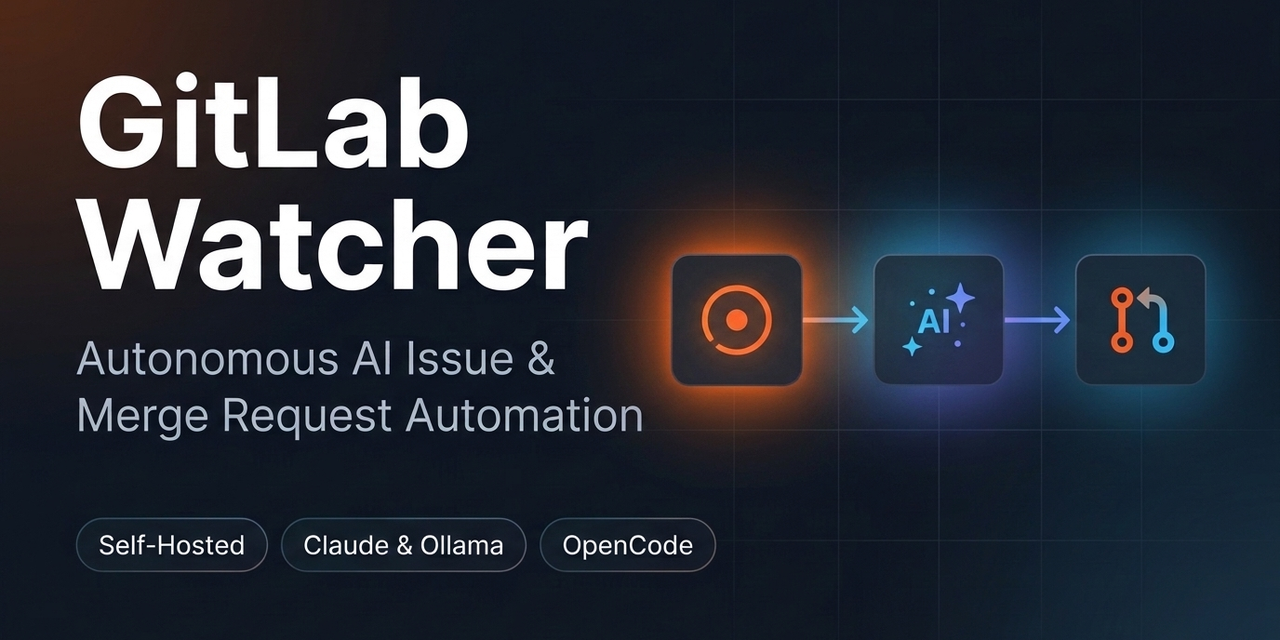 GitLab
Watcher
Autonomous AI Issue &
Merge Request Automation
AI
Self-Hosted
Claude & Ollama
OpenCode